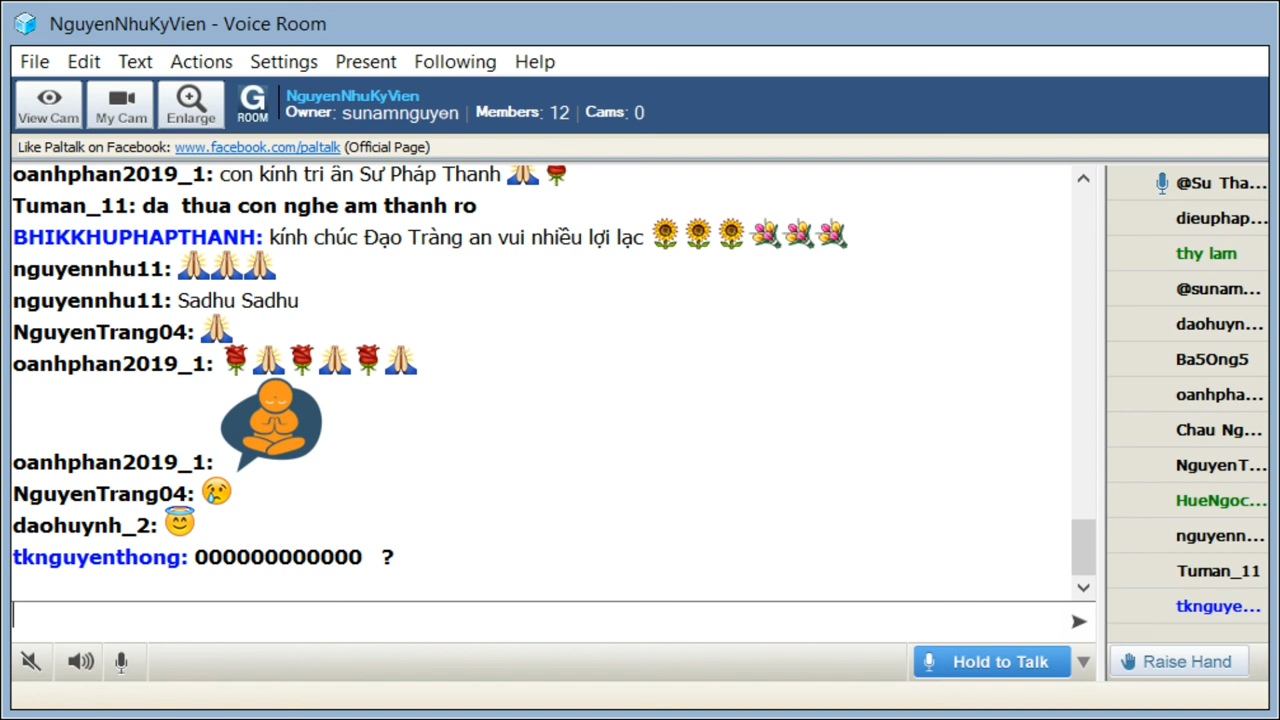 NguyenNhuKyVien - Voice Room
File Edit Text Actions Settings Present Following Help
View Cam
My Cam
Enlarge
G ROOM
NguyenNhuKyVien
Owner: sunamnguyen | Members: 12 | Cams: 0
Like Paltalk on Facebook: www.facebook.com/paltalk (Official Page)
oanhphan2019_1: con kính tri ân Sư Pháp Thanh 🙏🌹
Tuman_11: da thua con nghe am thanh ro
BHIKKHUPHAPTHANH: kính chúc Đạo Tràng an vui nhiều lợi lạc 🌻🌻🌻💐💐💐
nguyennhu11: 🙏🙏🙏
nguyennhu11: Sadhu Sadhu
NguyenTrang04: 🙏
oanhphan2019_1: 🌹🙏🌹🙏🌹🙏
oanhphan2019_1:
NguyenTrang04: 😢
daohuynh_2: 😇
tknguyenthong: 000000000000 ?
@Su Tha...
dieuphap...
thy lam
@sunam...
daohuyn...
Ba5Ong5
oanhpha...
Chau Ng...
NguyenT...
HueNgoc...
nguyenn...
Tuman_11
tknguye...
Hold to Talk
Raise Hand